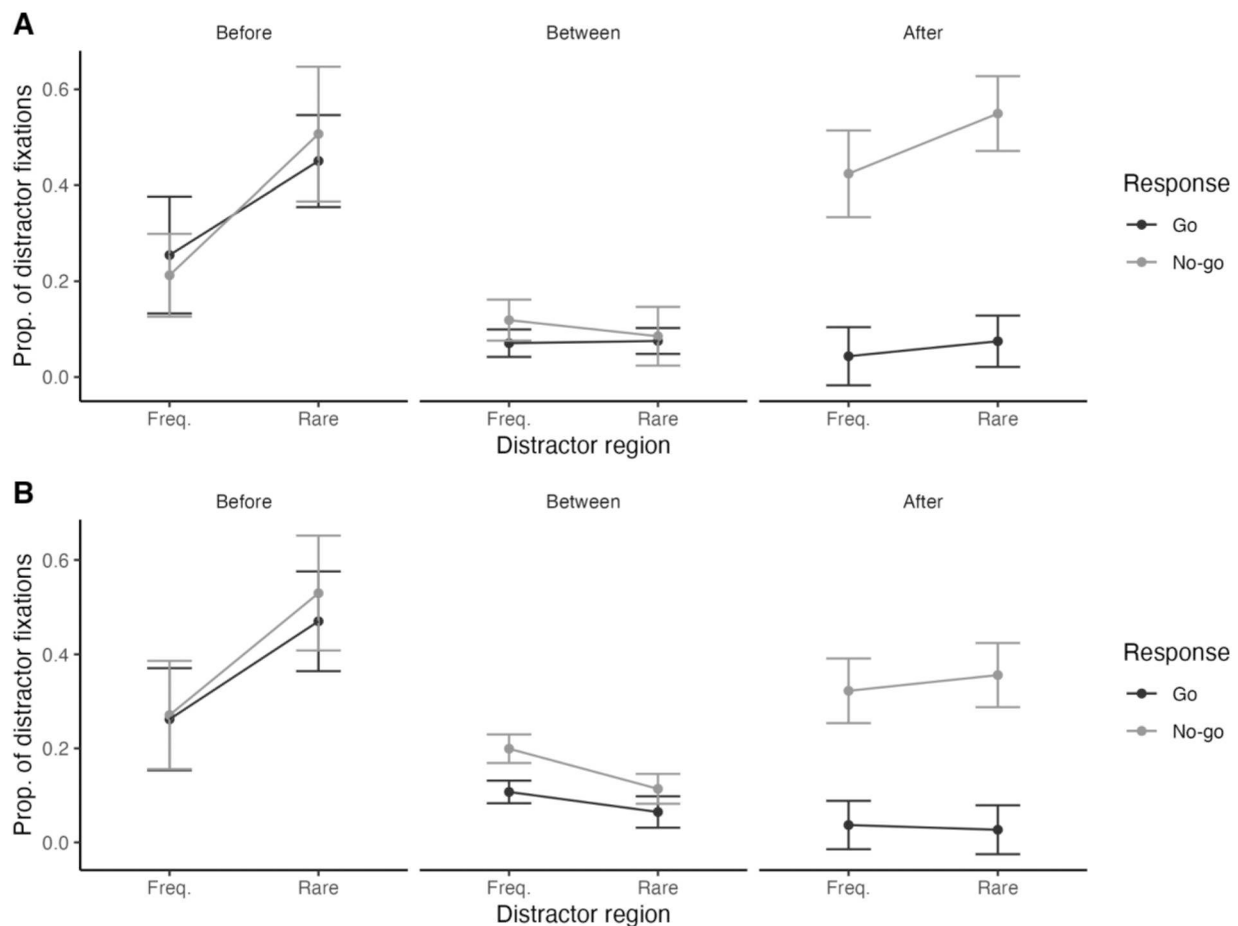 A
Before Between After
Prop. of distractor fixations
0.6
0.4
0.2
0.0
Freq. Rare Freq. Rare Freq. Rare
Distractor region
Response
Go
No-go
B
Before Between After
Prop. of distractor fixations
0.6
0.4
0.2
0.0
Freq. Rare Freq. Rare Freq. Rare
Distractor region
Response
Go
No-go